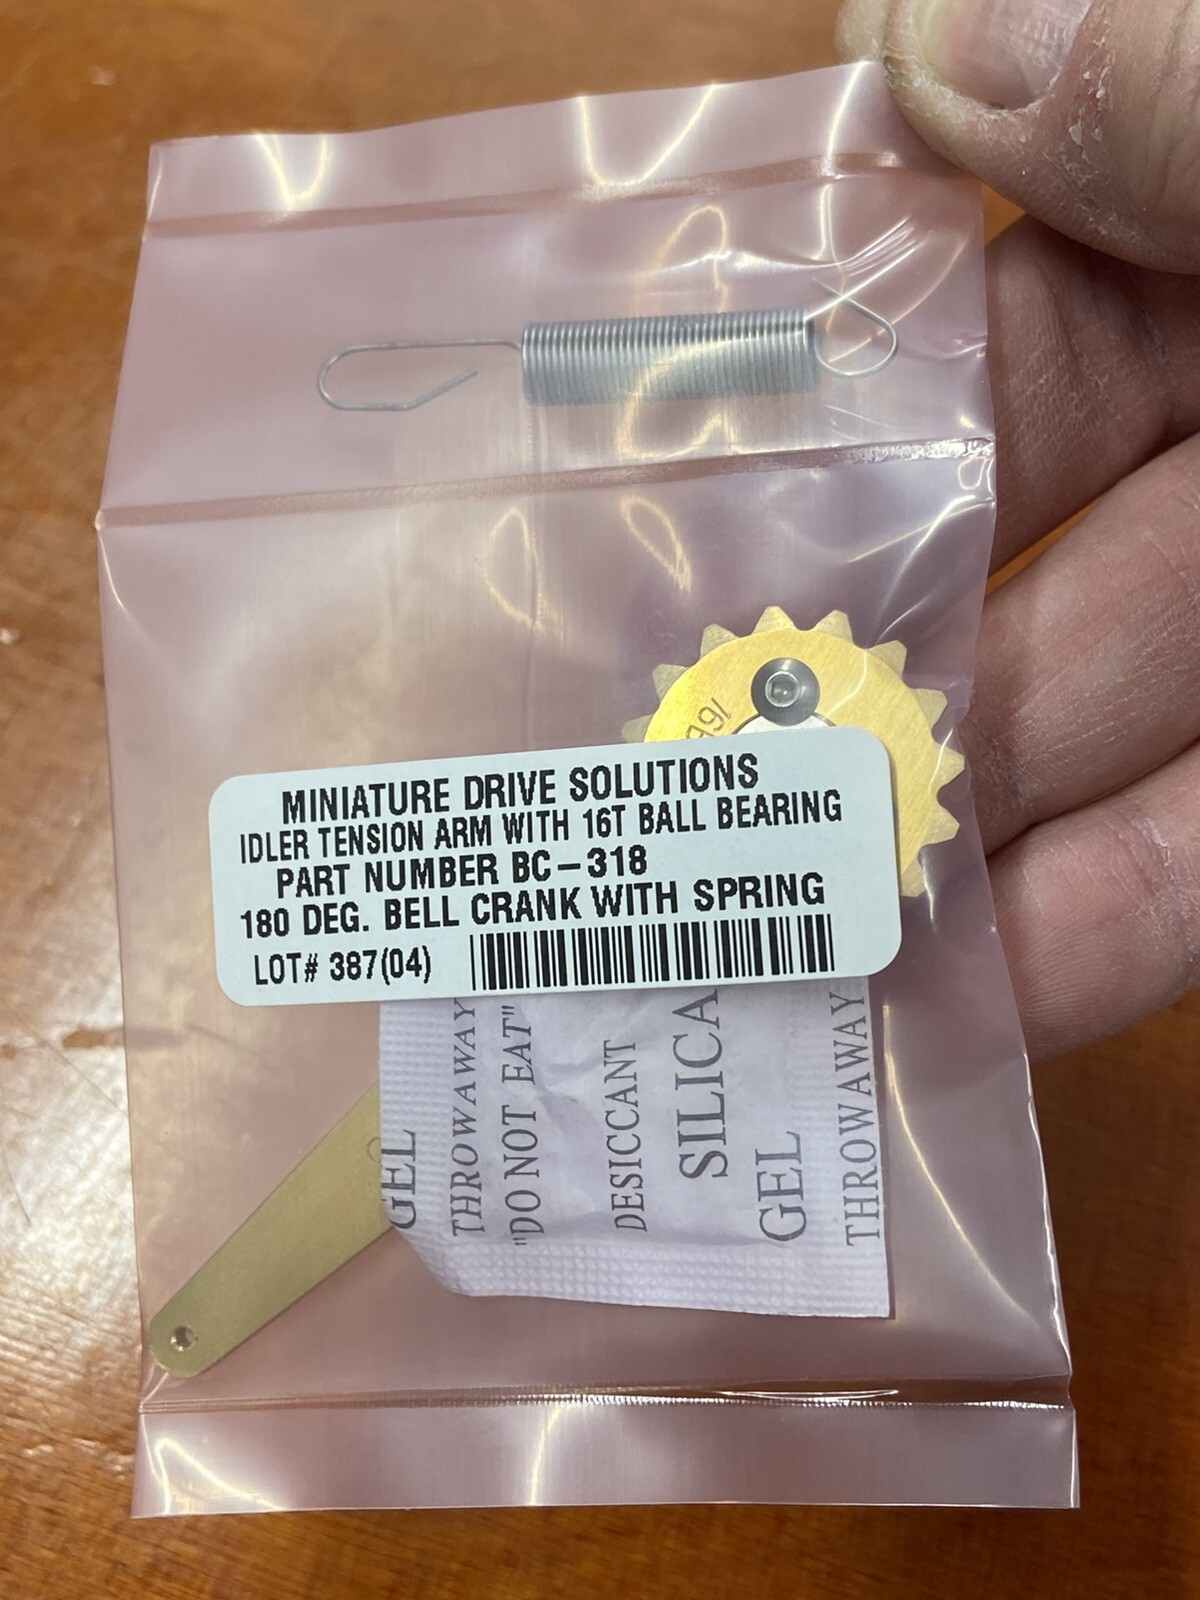 16B
MINIATURE DRIVE SOLUTIONS
IDLER TENSION ARM WITH 16T BALL BEARING
PART NUMBER BC-318
180 DEG. BELL CRANK WITH SPRING
LOT# 387(04)
GEL
THROWAWAY
"DO NOT EAT"
DESICCANT
SILICA
GEL
THROWAWAY